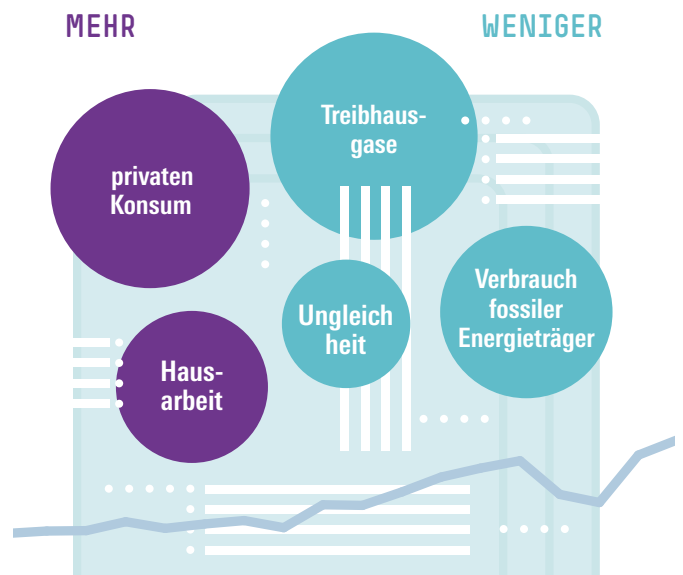 MEHR
WENIGER
privaten
Konsum
Treibhaus-
gase
Haus-
arbeit
Ungleich
heit
Verbrauch
fossiler
Energieträger